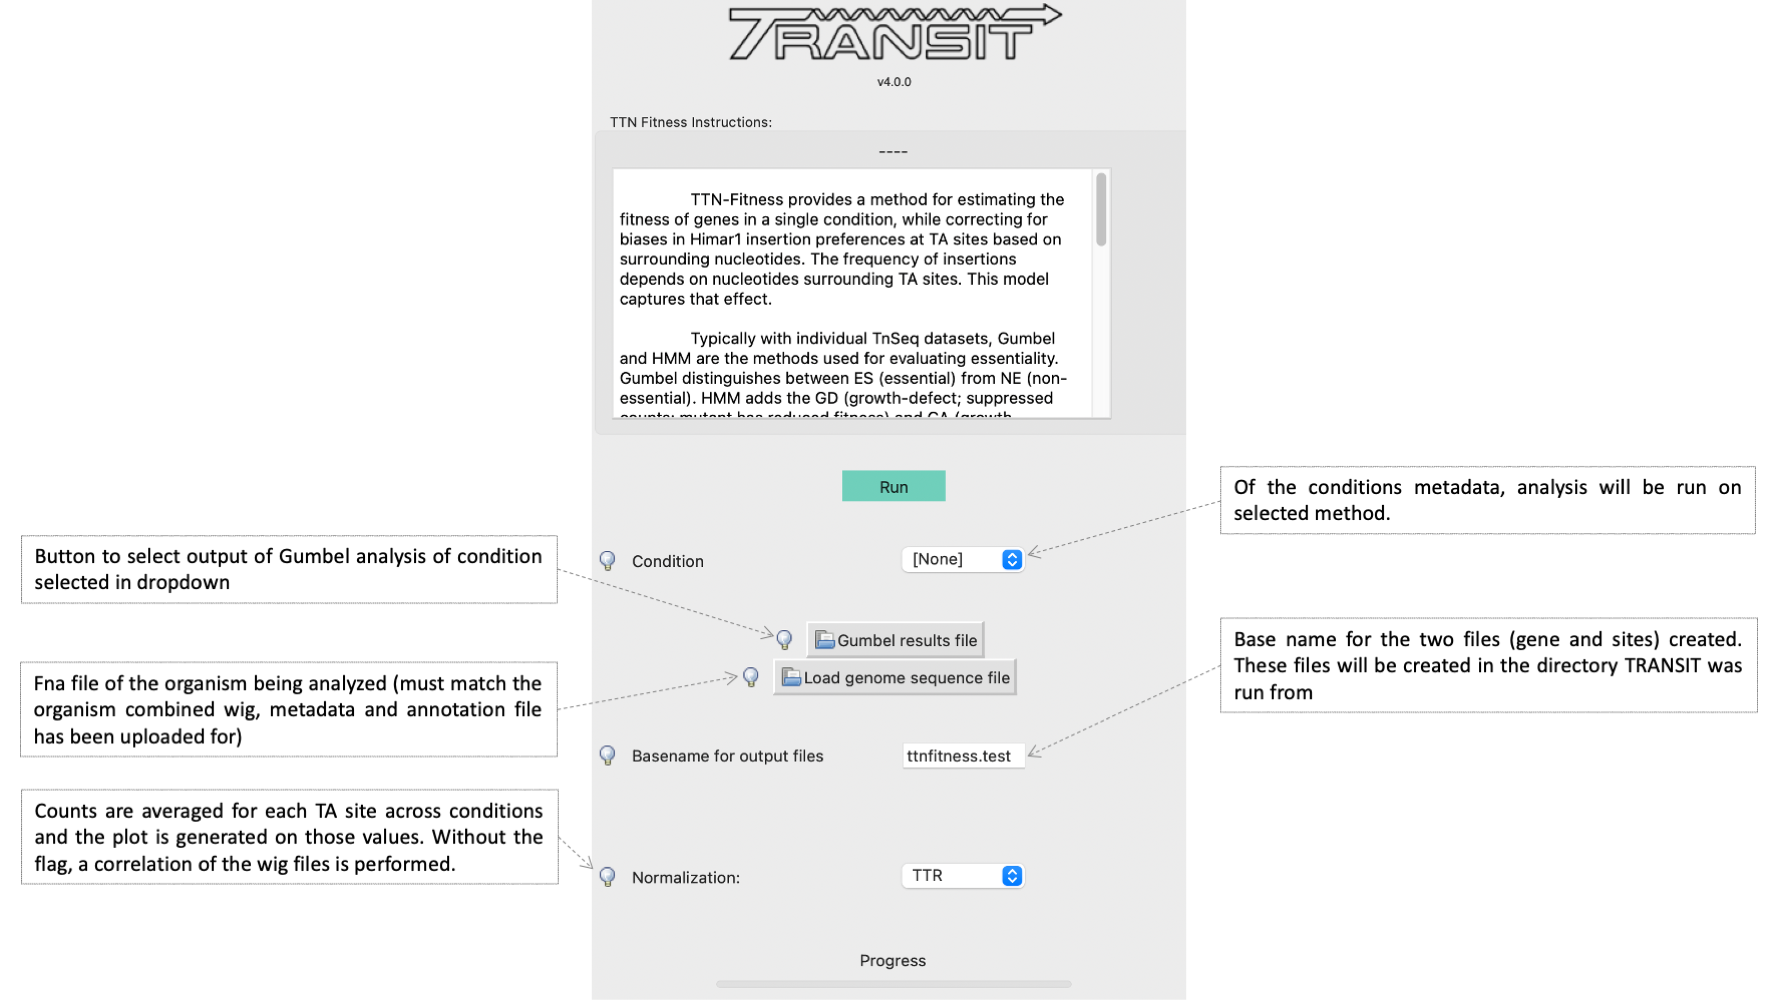 TRANSIT
v4.0.0
TTN Fitness Instructions:
----
TTN-Fitness provides a method for estimating the
fitness of genes in a single condition, while correcting for
biases in Himar1 insertion preferences at TA sites based on
surrounding nucleotides. The frequency of insertions
depends on nucleotides surrounding TA sites. This model
captures that effect.
Typically with individual TnSeq datasets, Gumbel
and HMM are the methods used for evaluating essentiality.
Gumbel distinguishes between ES (essential) from NE (non-
essential). HMM adds the GD (growth-defect; suppressed
counts; mutant has reduced fitness) and GA (growth
Run
Of the conditions metadata, analysis will be run on
selected method.
Button to select output of Gumbel analysis of condition
selected in dropdown
Condition
[None]
Gumbel results file
Base name for the two files (gene and sites) created.
These files will be created in the directory TRANSIT was
run from
Load genome sequence file
Fna file of the organism being analyzed (must match the
organism combined wig, metadata and annotation file
has been uploaded for)
Basename for output files
ttnfitness.test
Counts are averaged for each TA site across conditions
and the plot is generated on those values. Without the
flag, a correlation of the wig files is performed.
Normalization:
TTR
Progress